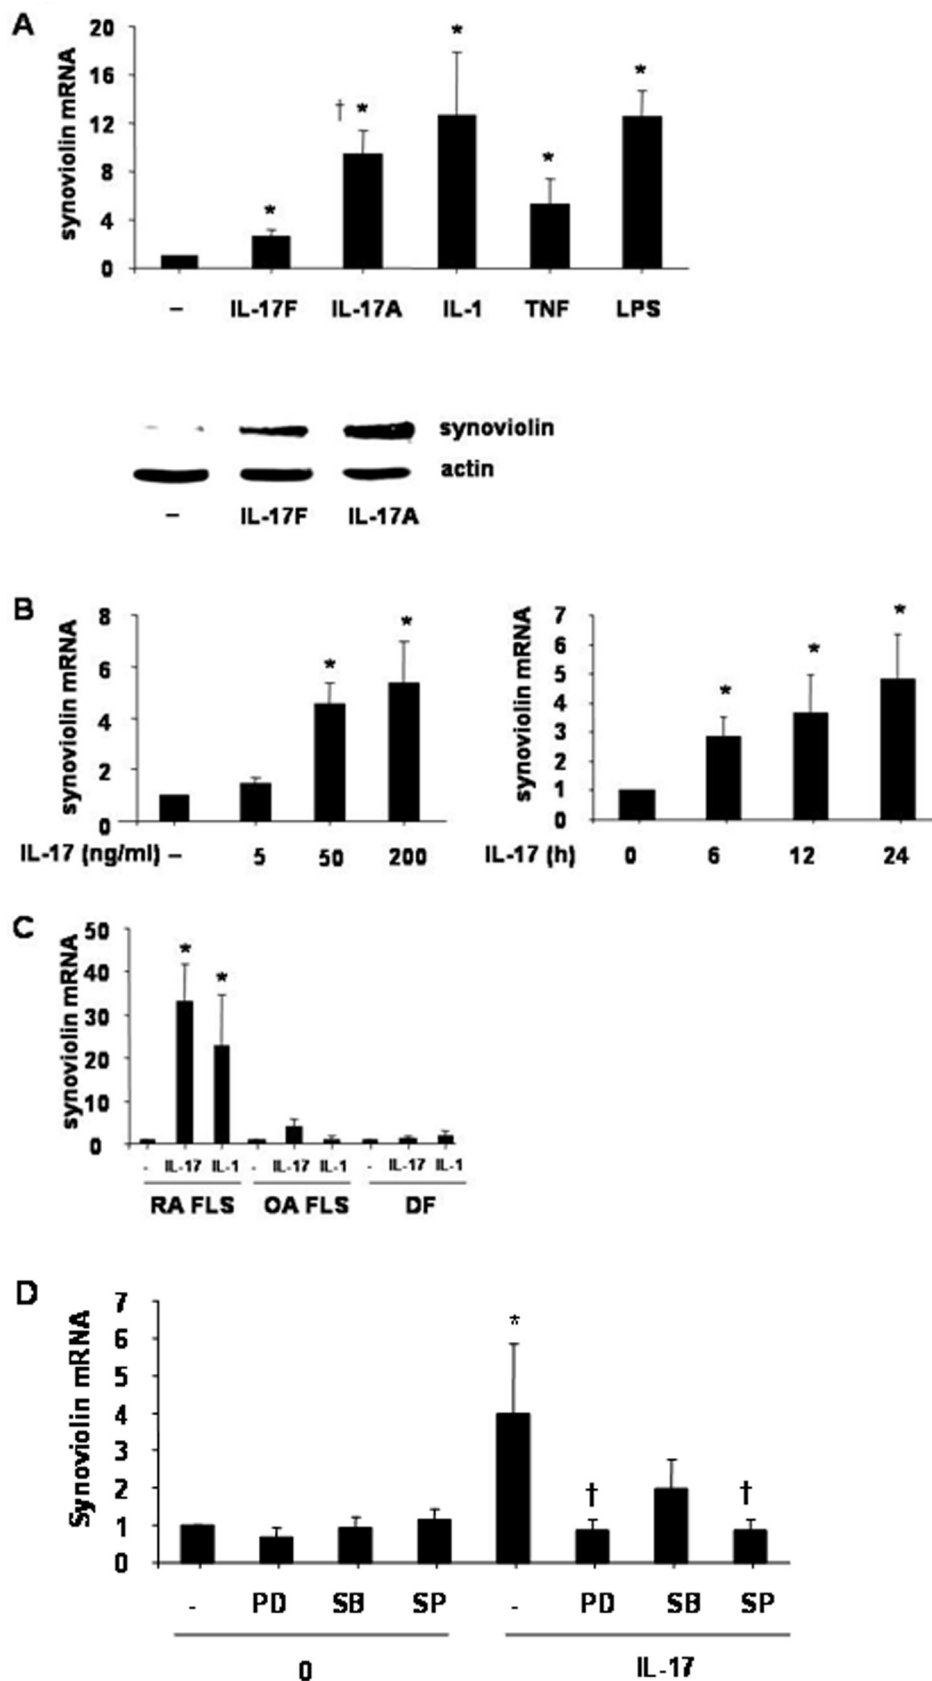 A
synoviolin mRNA
20
16
12
8
4
0
* † * * * *
– IL-17F IL-17A IL-1 TNF LPS
synoviolin
actin
– IL-17F IL-17A
B
synoviolin mRNA
8
6
4
2
0
* *
IL-17 (ng/ml) – 5 50 200
synoviolin mRNA
7
6
5
4
3
2
1
0
* * *
IL-17 (h) 0 6 12 24
C
synoviolin mRNA
50
40
30
20
10
0
* *
- IL-17 IL-1 - IL-17 IL-1 - IL-17 IL-1
RA FLS OA FLS DF
D
Synoviolin mRNA
7
6
5
4
3
2
1
0
* † †
- PD SB SP - PD SB SP
0 IL-17